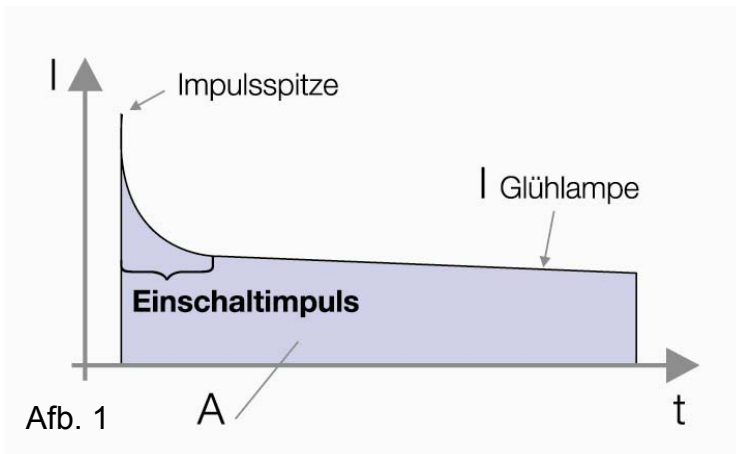 I
Impulsspitze
I Glühlampe
Einschaltimpuls
Afb. 1
A
t